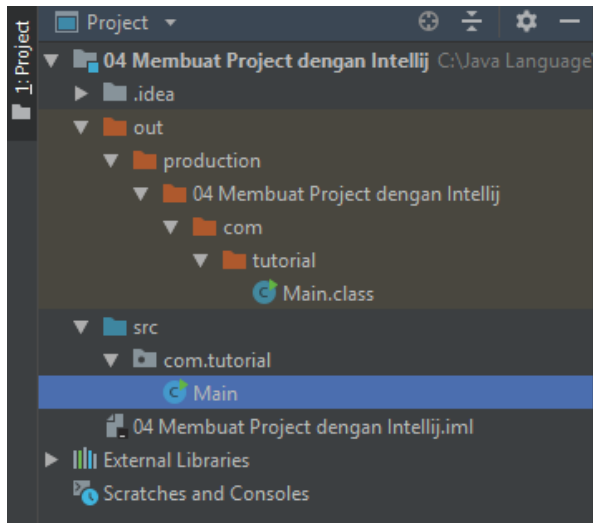 1: Project
Project
04 Membuat Project dengan Intellij C:\Java Language\
.idea
out
production
04 Membuat Project dengan Intellij
com
tutorial
Main.class
src
com.tutorial
Main
04 Membuat Project dengan Intellij.iml
External Libraries
Scratches and Consoles